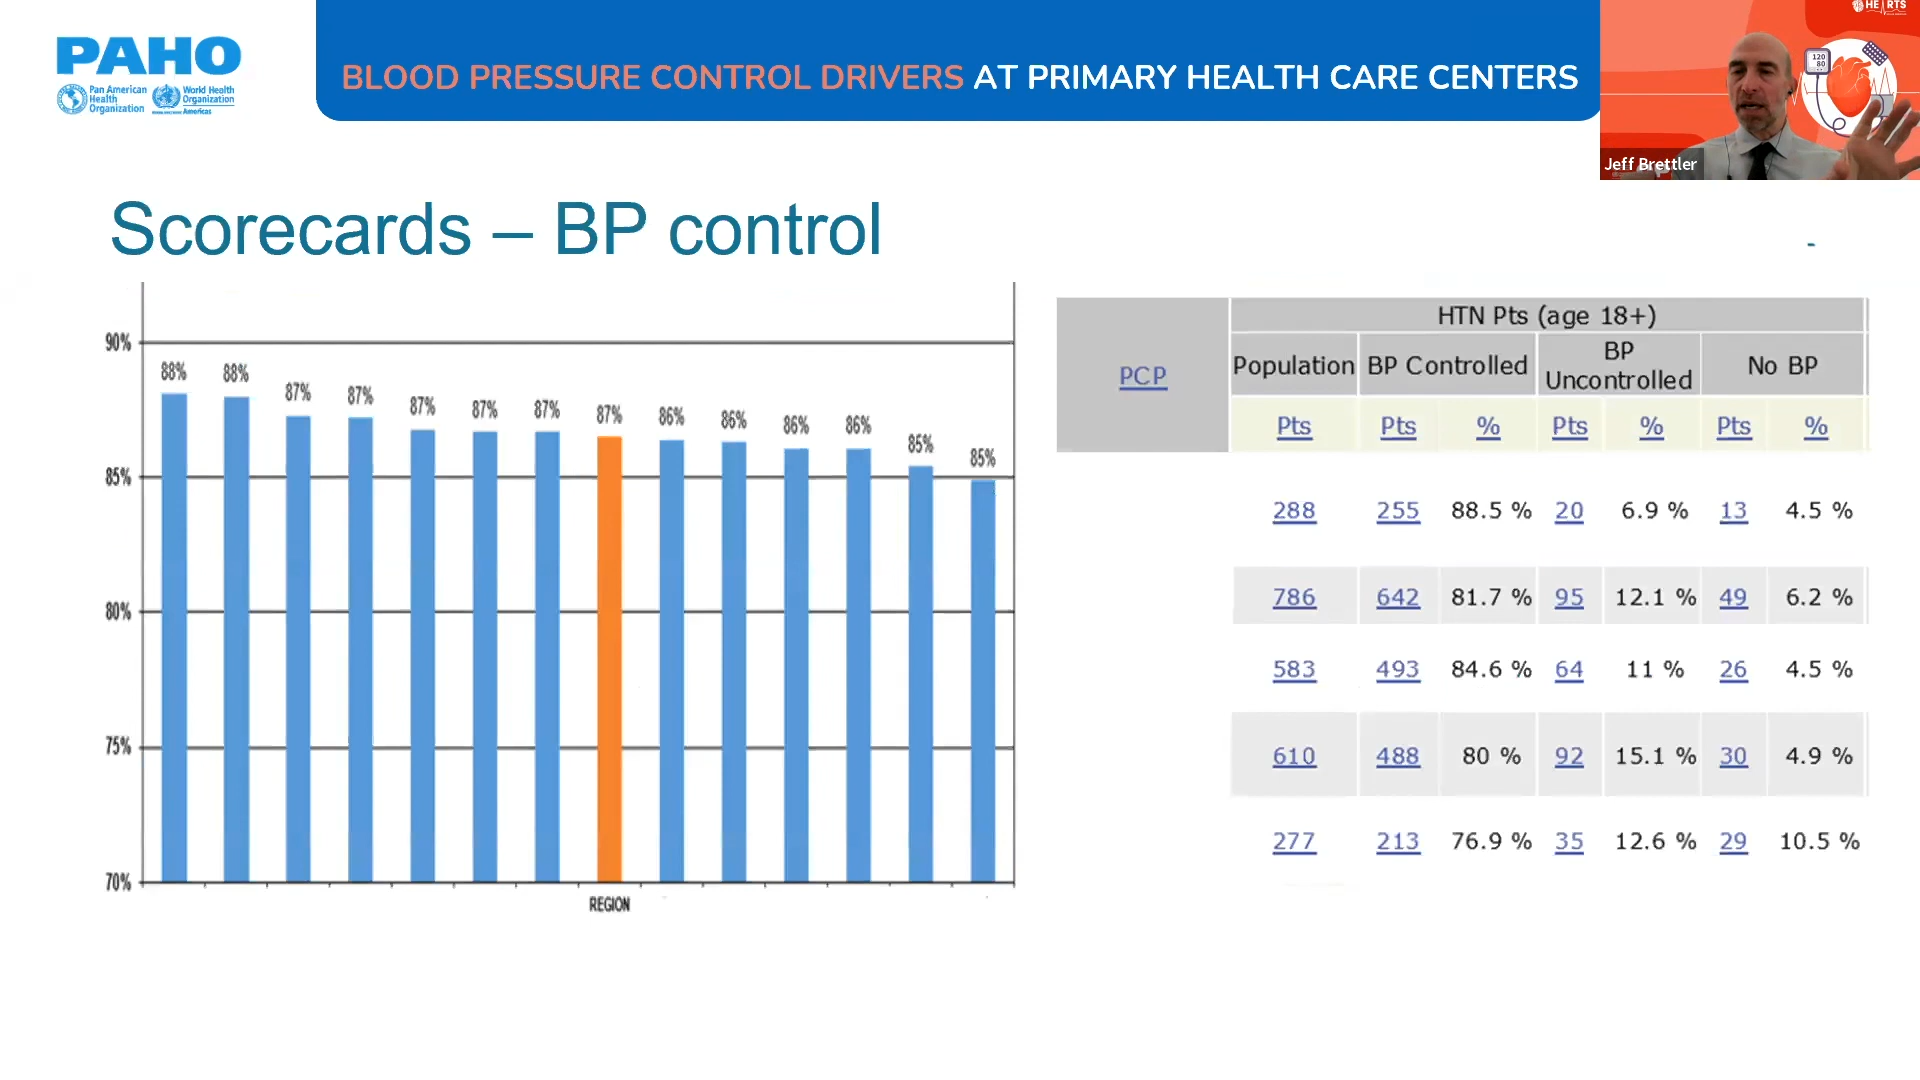 PAHO
Pan American
Health
Organization
World Health
Organization
Americas
BLOOD PRESSURE CONTROL DRIVERS AT PRIMARY HEALTH CARE CENTERS
HEARTS
120
80
Jeff Brettler
Scorecards – BP control
90%
85%
80%
75%
70%
88% 88% 87% 87% 87% 87% 87% 87% 86% 86% 86% 86% 85% 85%
REGION
HTN Pts (age 18+)
PCP Population BP Controlled BP Uncontrolled No BP
Pts Pts % Pts % Pts %
288 255 88.5 % 20 6.9 % 13 4.5 %
786 642 81.7 % 95 12.1 % 49 6.2 %
583 493 84.6 % 64 11 % 26 4.5 %
610 488 80 % 92 15.1 % 30 4.9 %
277 213 76.9 % 35 12.6 % 29 10.5 %